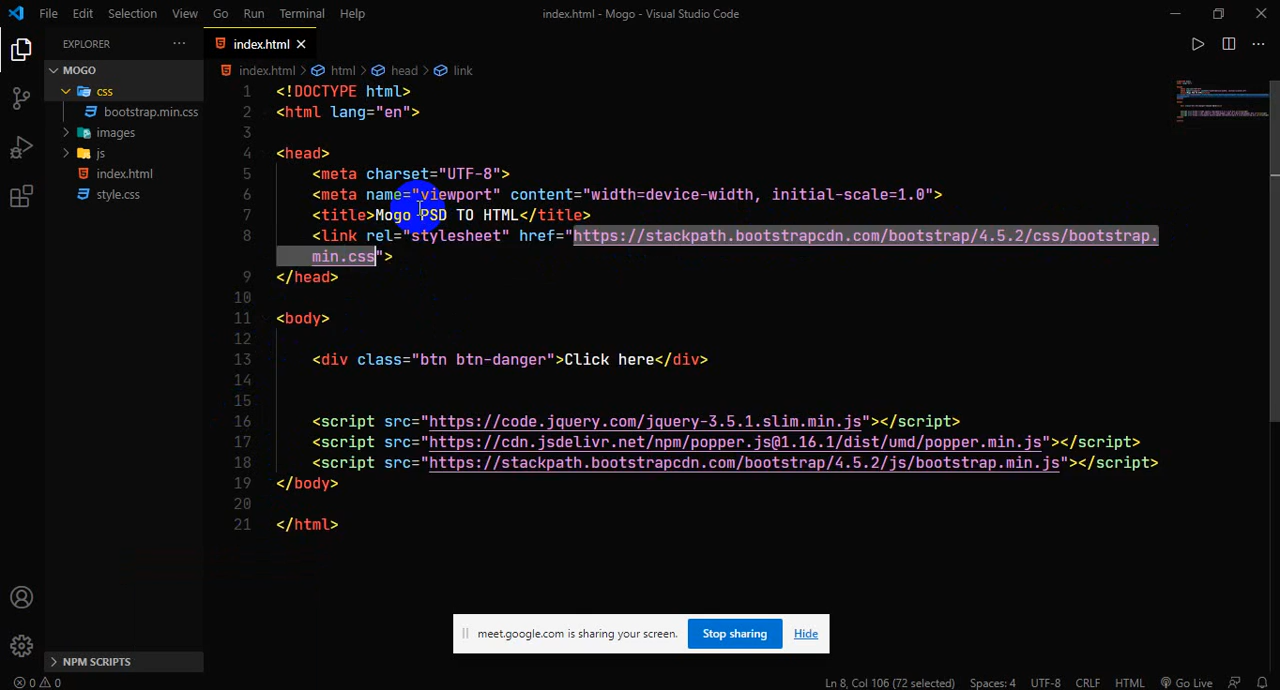 File Edit Selection View Go Run Terminal Help
index.html - Mogo - Visual Studio Code
EXPLORER
index.html
MOGO
index.html > html > head > link
css
bootstrap.min.css
images
js
index.html
style.css
1 <!DOCTYPE html>
2 <html lang="en">
3
4 <head>
5 <meta charset="UTF-8">
6 <meta name="viewport" content="width=device-width, initial-scale=1.0">
7 <title>Mogo PSD TO HTML</title>
8 <link rel="stylesheet" href="https://stackpath.bootstrapcdn.com/bootstrap/4.5.2/css/bootstrap.
min.css">
9 </head>
10
11 <body>
12
13 <div class="btn btn-danger">Click here</div>
14
15
16 <script src="https://code.jquery.com/jquery-3.5.1.slim.min.js"></script>
17 <script src="https://cdn.jsdelivr.net/npm/popper.js@1.16.1/dist/umd/popper.min.js"></script>
18 <script src="https://stackpath.bootstrapcdn.com/bootstrap/4.5.2/js/bootstrap.min.js"></script>
19 </body>
20
21 </html>
meet.google.com is sharing your screen. Stop sharing Hide
NPM SCRIPTS
0 0
Ln 8, Col 106 (72 selected) Spaces: 4 UTF-8 CRLF HTML Go Live